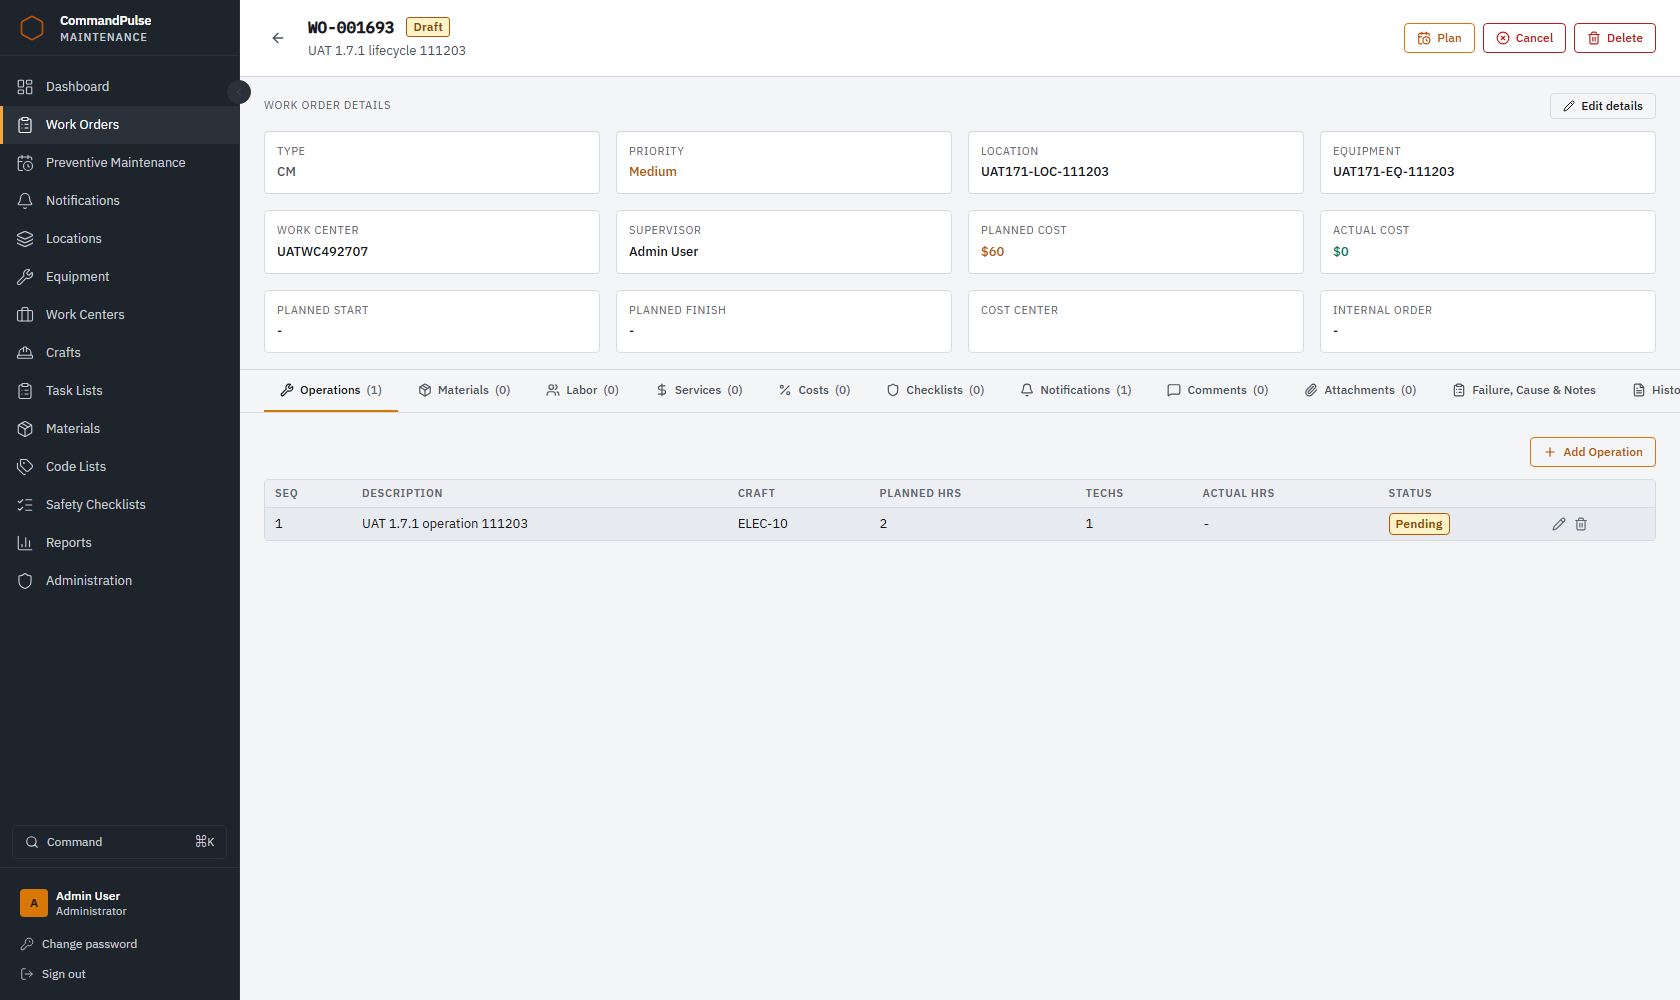 CommandPulse
MAINTENANCE
Dashboard
Work Orders
Preventive Maintenance
Notifications
Locations
Equipment
Work Centers
Crafts
Task Lists
Materials
Code Lists
Safety Checklists
Reports
Administration
Command ⌘K
A
Admin User
Administrator
Change password
Sign out
WO-001693 Draft
UAT 1.7.1 lifecycle 111203
Plan Cancel Delete
WORK ORDER DETAILS
Edit details
TYPE
CM
PRIORITY
Medium
LOCATION
UAT171-LOC-111203
EQUIPMENT
UAT171-EQ-111203
WORK CENTER
UATWC492707
SUPERVISOR
Admin User
PLANNED COST
$60
ACTUAL COST
$0
PLANNED START
-
PLANNED FINISH
-
COST CENTER
INTERNAL ORDER
-
Operations (1) Materials (0) Labor (0) Services (0) Costs (0) Checklists (0) Notifications (1) Comments (0) Attachments (0) Failure, Cause & Notes Histo
Add Operation
SEQ DESCRIPTION CRAFT PLANNED HRS TECHS ACTUAL HRS STATUS
1 UAT 1.7.1 operation 111203 ELEC-10 2 1 - Pending